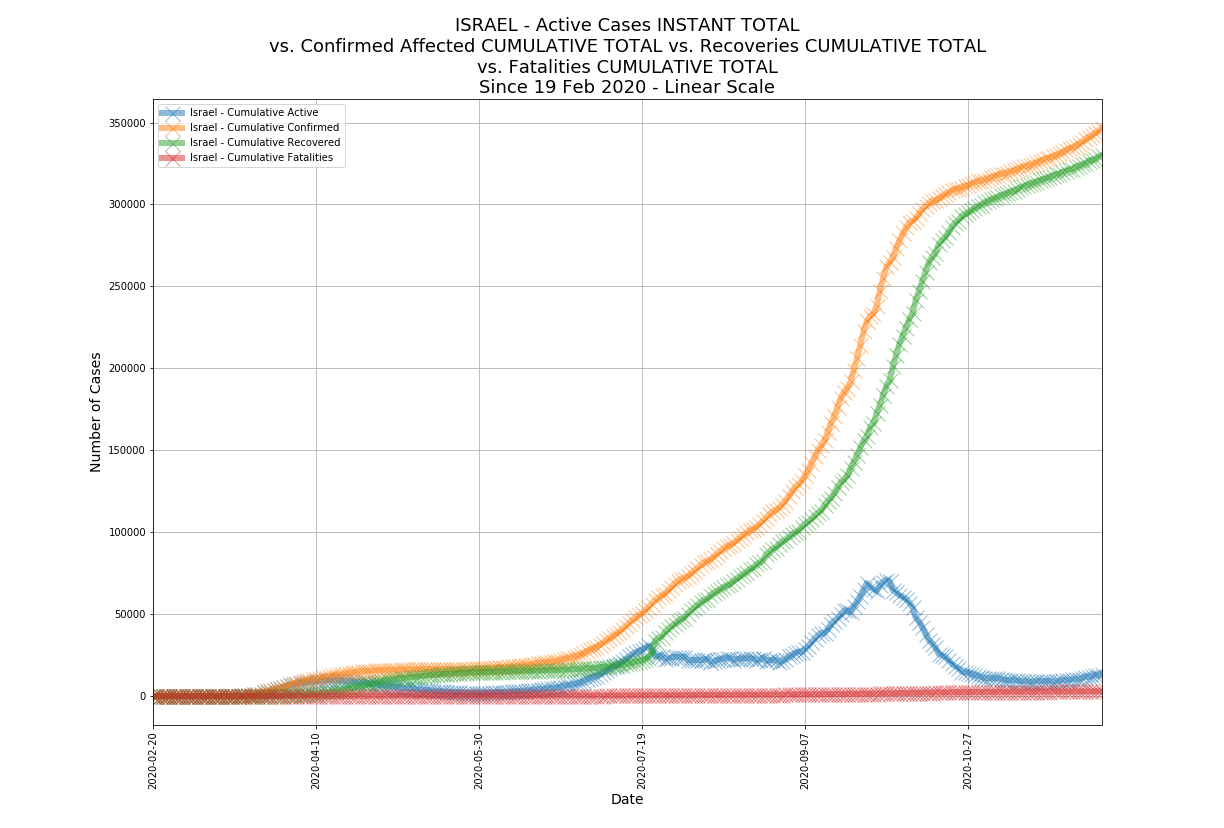 ISRAEL - Active Cases INSTANT TOTAL
vs. Confirmed Affected CUMULATIVE TOTAL vs. Recoveries CUMULATIVE TOTAL
vs. Fatalities CUMULATIVE TOTAL
Since 19 Feb 2020 - Linear Scale
Israel - Cumulative Active
Israel - Cumulative Confirmed
Israel - Cumulative Recovered
Israel - Cumulative Fatalities
350000
300000
250000
200000
150000
100000
50000
0
Number of Cases
2020-02-20
2020-04-10
2020-05-30
2020-07-19
2020-09-07
2020-10-27
Date